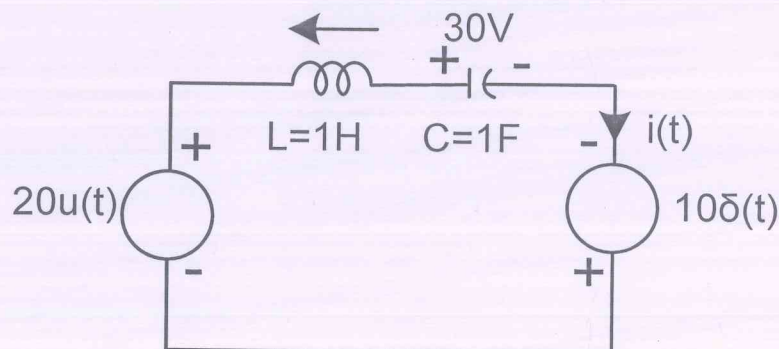 30V
+ -
L=1H C=1F
i(t)
+ -
20u(t) 10δ(t)
- +